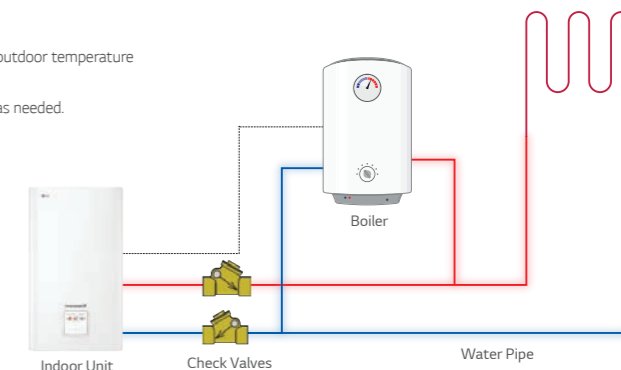 outdoor temperature
as needed.
Boiler
Indoor Unit
Check Valves
Water Pipe